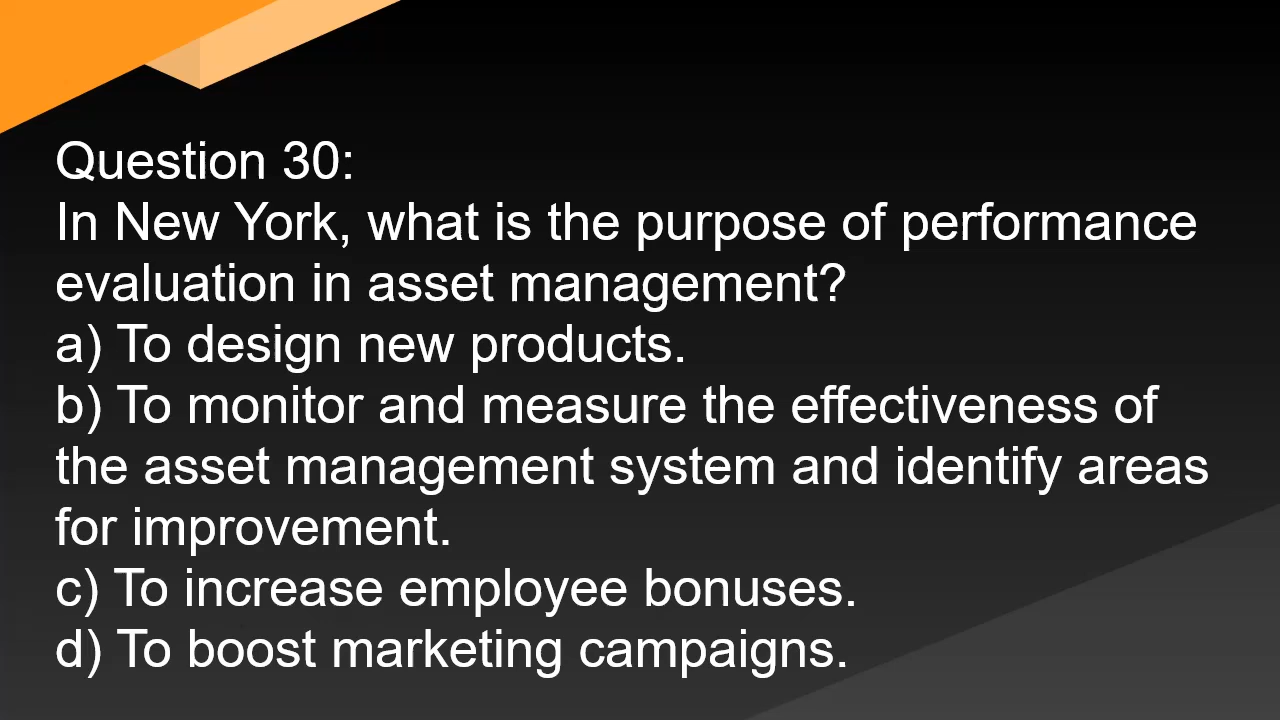 Question 30:
In New York, what is the purpose of performance
evaluation in asset management?
a) To design new products.
b) To monitor and measure the effectiveness of
the asset management system and identify areas
for improvement.
c) To increase employee bonuses.
d) To boost marketing campaigns.